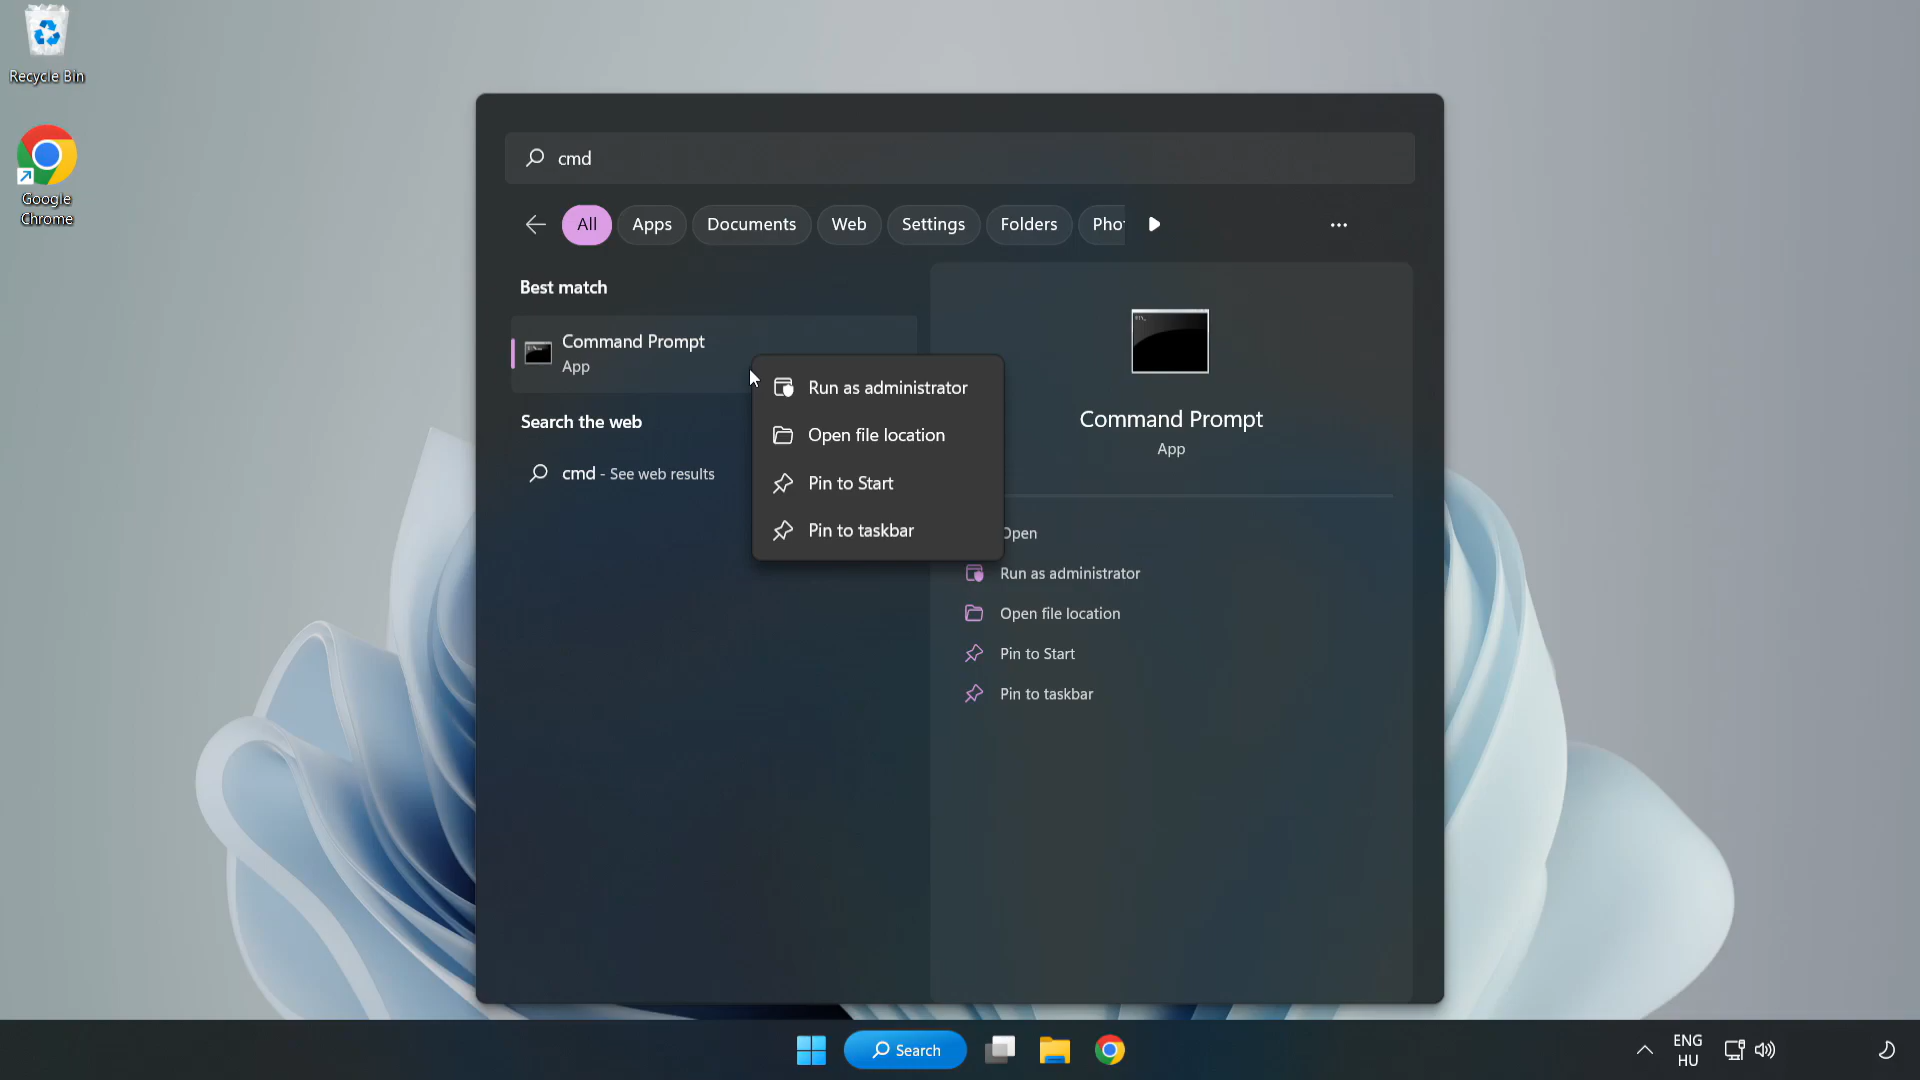 Recycle Bin
Google
Chrome
cmd
All
Apps
Documents
Web
Settings
Folders
Best match
Command Prompt
App
Search the web
cmd - See web results
Run as administrator
Open file location
Pin to Start
Pin to taskbar
Command Prompt
App
Open
Run as administrator
Open file location
Pin to Start
Pin to taskbar
Search
ENG
HU